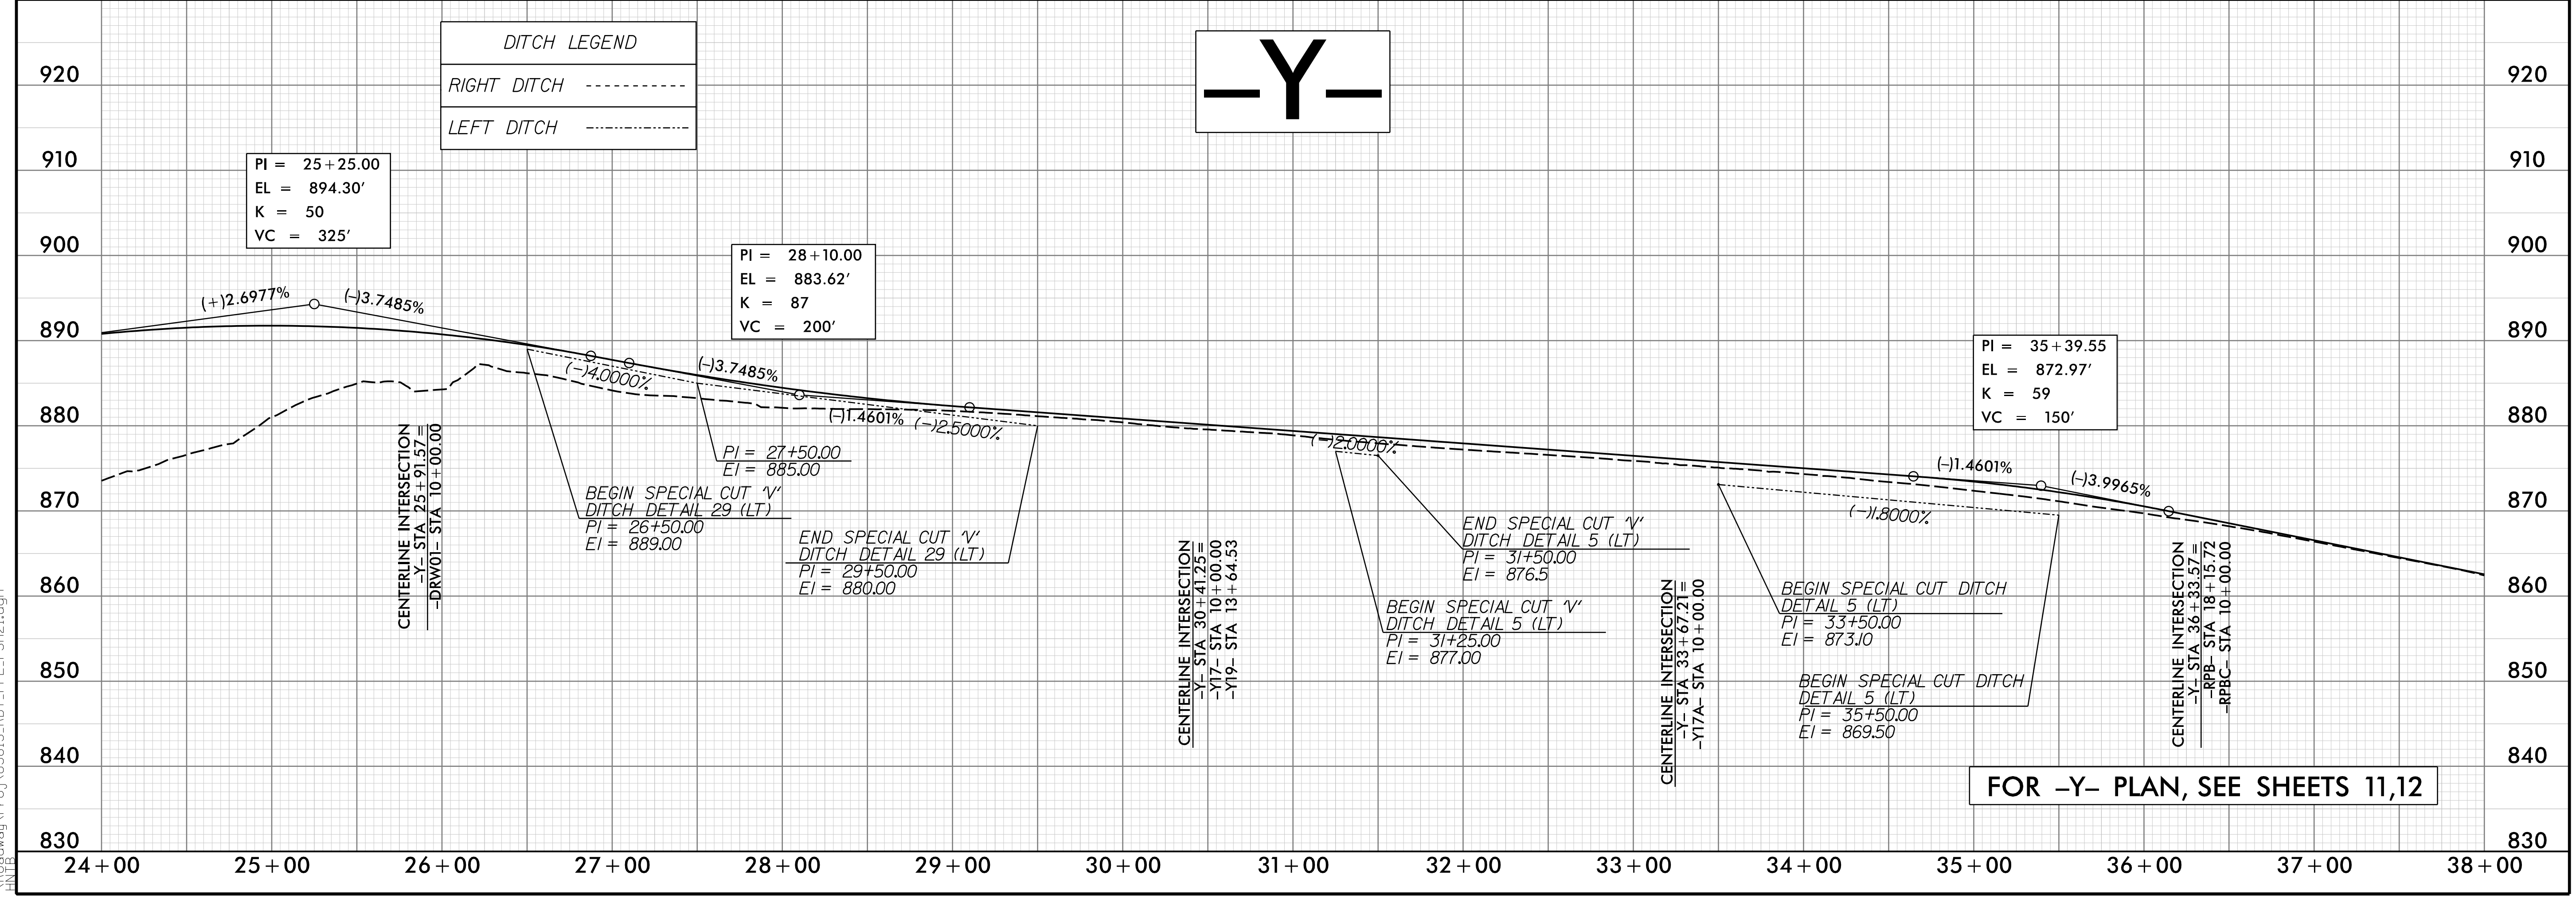 DITCH LEGEND
RIGHT DITCH
LEFT DITCH
–Y–
920
920
910
910
900
900
890
890
880
880
870
870
860
860
850
850
840
840
830
830
PI = 25+25.00
EL = 894.30'
K = 50
VC = 325'
(+)2.6977%
(–)3.7485%
PI = 28+10.00
EL = 883.62'
K = 87
VC = 200'
(–)4.0000%
(–)3.7485%
(–)1.4601%
(–)2.5000%
PI = 27+50.00
EI = 885.00
BEGIN SPECIAL CUT 'V'
DITCH DETAIL 29 (LT)
PI = 26+50.00
EI = 889.00
END SPECIAL CUT 'V'
DITCH DETAIL 29 (LT)
PI = 29+50.00
EI = 880.00
CENTERLINE INTERSECTION
–Y– STA 25+91.57=
–DRW01– STA 10+00.00
CENTERLINE INTERSECTION
–Y– STA 30+41.25=
–Y17– STA 10+00.00
–Y19– STA 13+64.53
(–)2.0000%
END SPECIAL CUT 'V'
DITCH DETAIL 5 (LT)
PI = 31+50.00
EI = 876.5
BEGIN SPECIAL CUT 'V'
DITCH DETAIL 5 (LT)
PI = 31+25.00
EI = 877.00
CENTERLINE INTERSECTION
–Y– STA 33+67.21=
–Y17A– STA 10+00.00
PI = 35+39.55
EL = 872.97'
K = 59
VC = 150'
(–)1.4601%
(–)3.9965%
(–)1.8000%
BEGIN SPECIAL CUT DITCH
DETAIL 5 (LT)
PI = 33+50.00
EI = 873.10
BEGIN SPECIAL CUT DITCH
DETAIL 5 (LT)
PI = 35+50.00
EI = 869.50
CENTERLINE INTERSECTION
–Y– STA 36+33.57=
–RPB– STA 18+15.72
–RPBC– STA 10+00.00
FOR –Y– PLAN, SEE SHEETS 11,12
24+00
25+00
26+00
27+00
28+00
29+00
30+00
31+00
32+00
33+00
34+00
35+00
36+00
37+00
38+00
HNTB